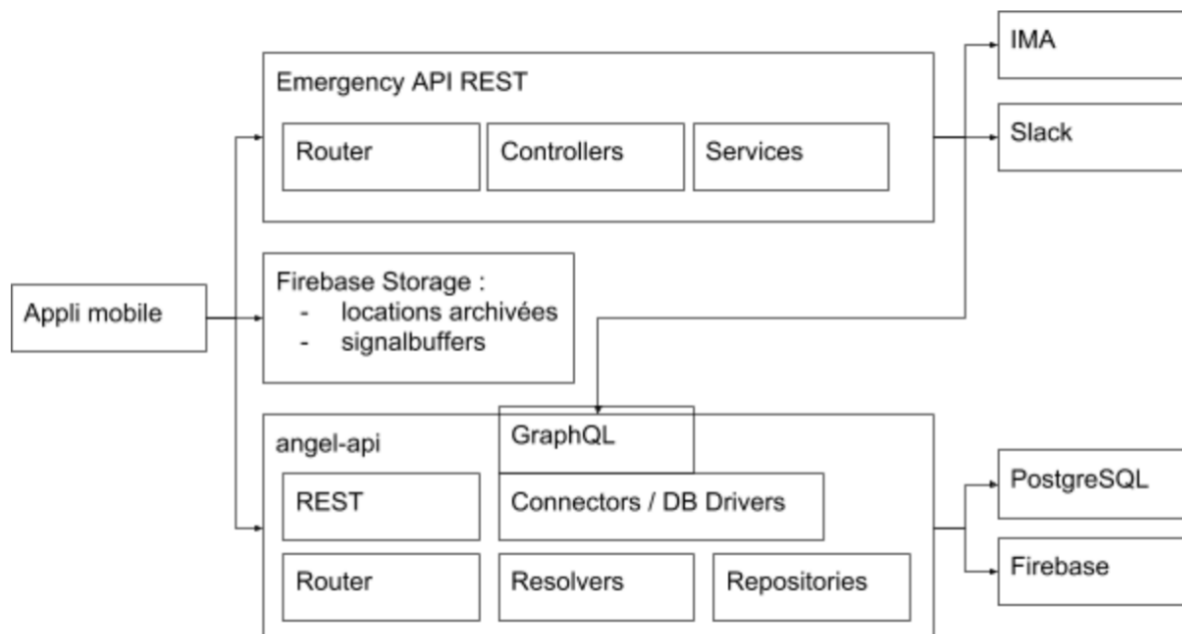 IMA
Emergency API REST
Router
Controllers
Services
Slack
Firebase Storage :
- locations archivées
- signalbuffers
Appli mobile
angel-api
GraphQL
REST
Connectors / DB Drivers
PostgreSQL
Router
Resolvers
Repositories
Firebase